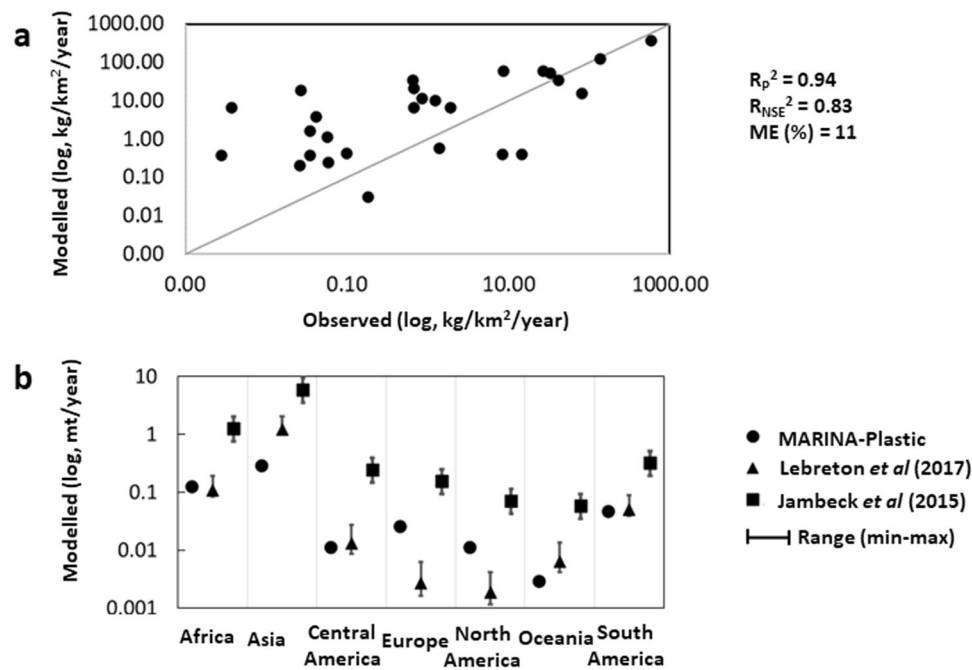 a
Modelled (log, kg/km²/year)
1000.00
100.00
10.00
1.00
0.10
0.01
0.00
0.00 0.10 10.00 1000.00
Observed (log, kg/km²/year)
R_P² = 0.94
R_NSE² = 0.83
ME (%) = 11
b
Modelled (log, mt/year)
10
1
0.1
0.01
0.001
Africa Asia Central America Europe North America Oceania South America
MARINA-Plastic
Lebreton et al (2017)
Jambeck et al (2015)
Range (min-max)